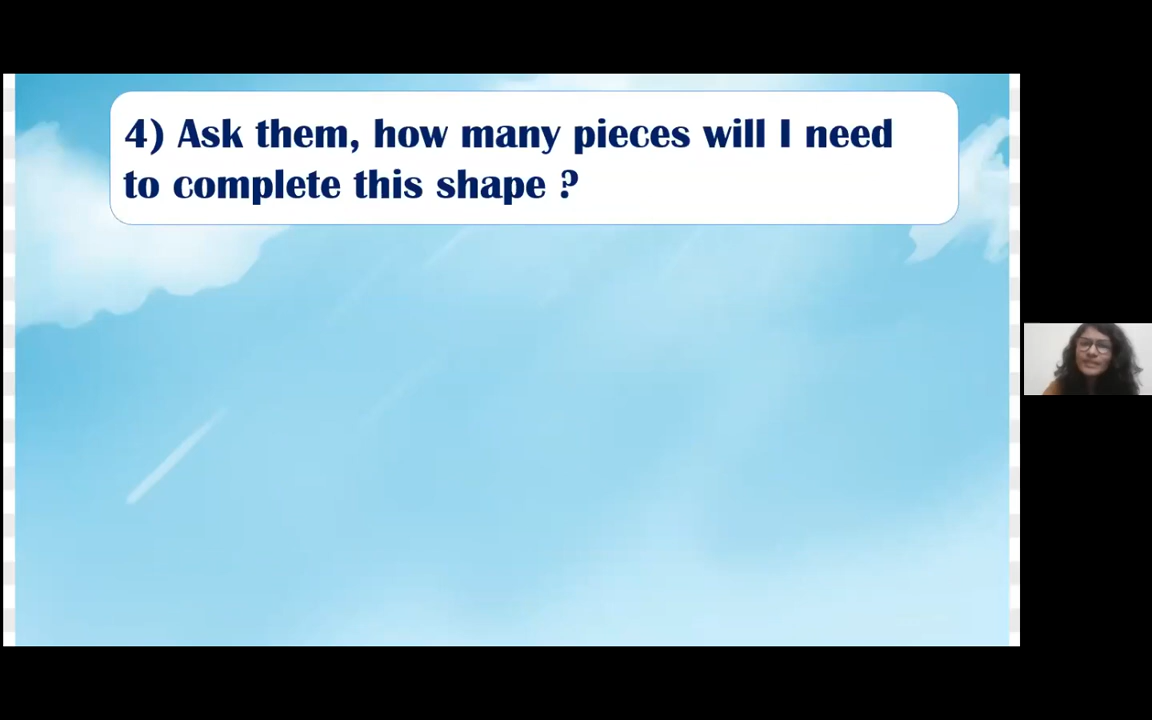 4) Ask them, how many pieces will I need
to complete this shape ?